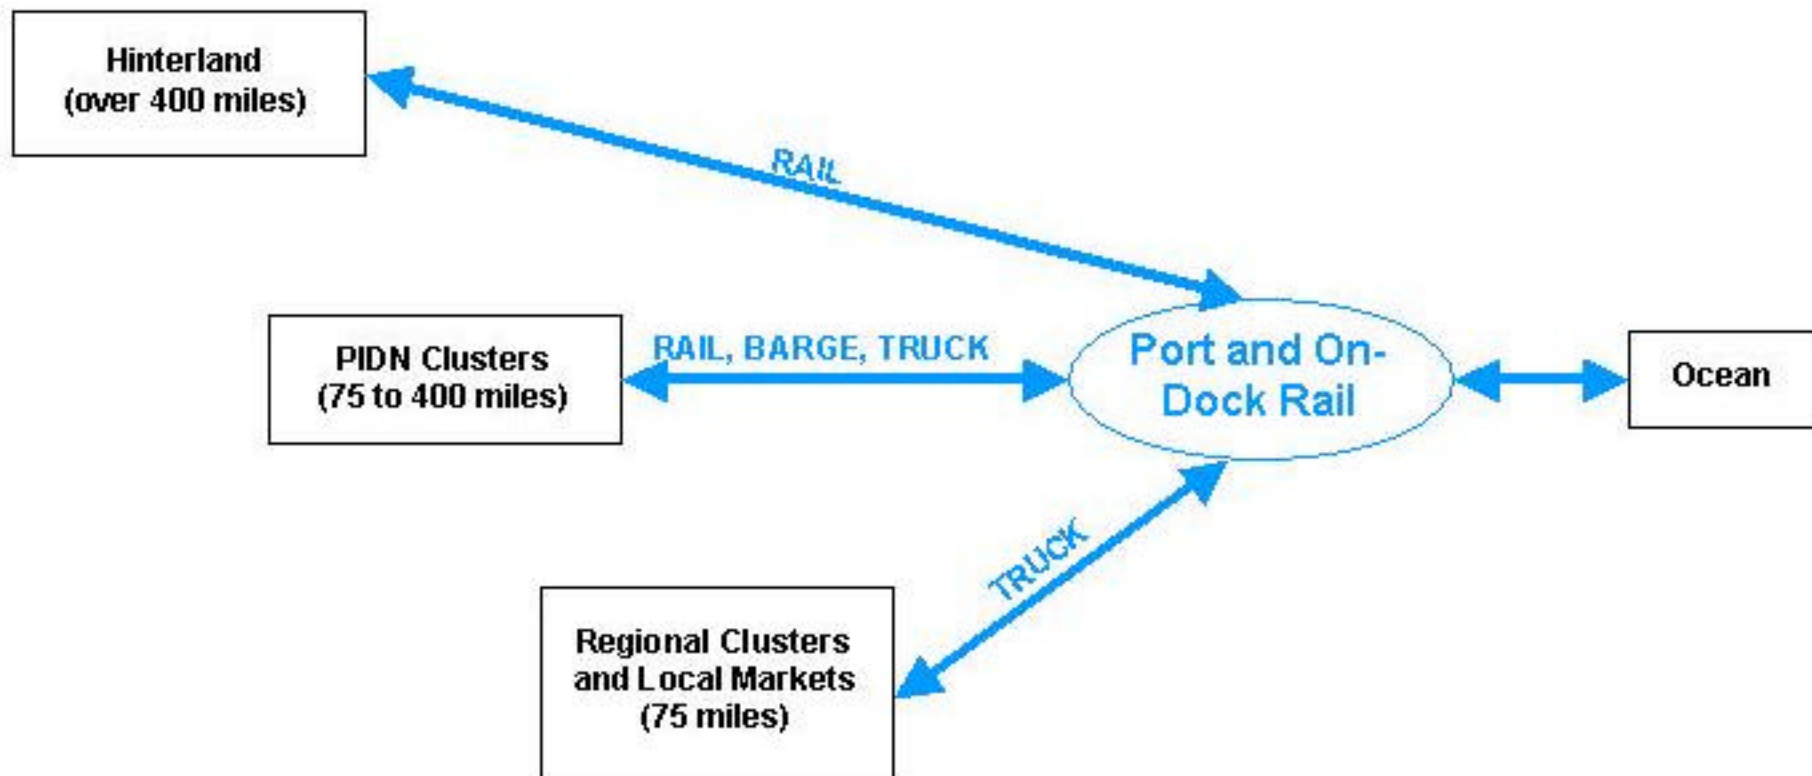 Hinterland
(over 400 miles)
RAIL
PIDN Clusters
(75 to 400 miles)
RAIL, BARGE, TRUCK
Port and On-
Dock Rail
Ocean
TRUCK
Regional Clusters
and Local Markets
(75 miles)